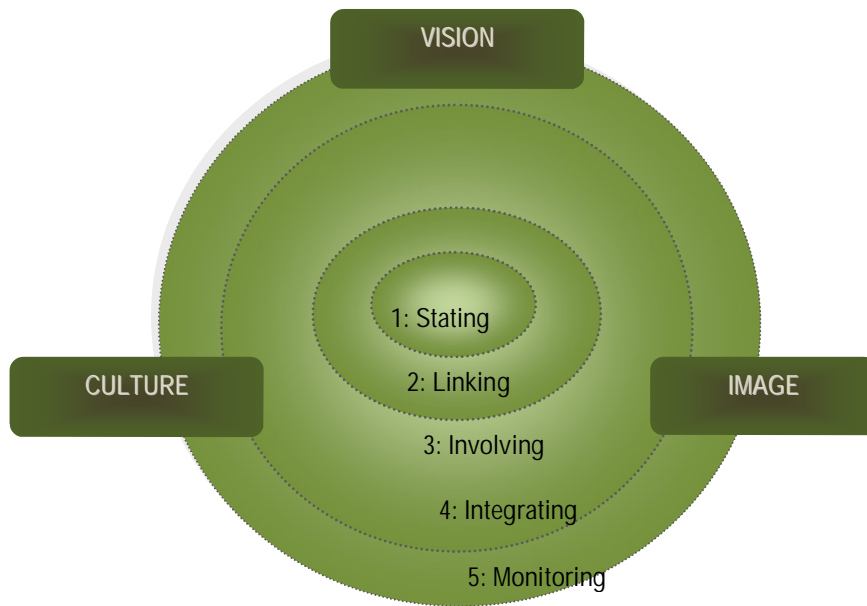 VISION
1: Stating
CULTURE
2: Linking
IMAGE
3: Involving
4: Integrating
5: Monitoring